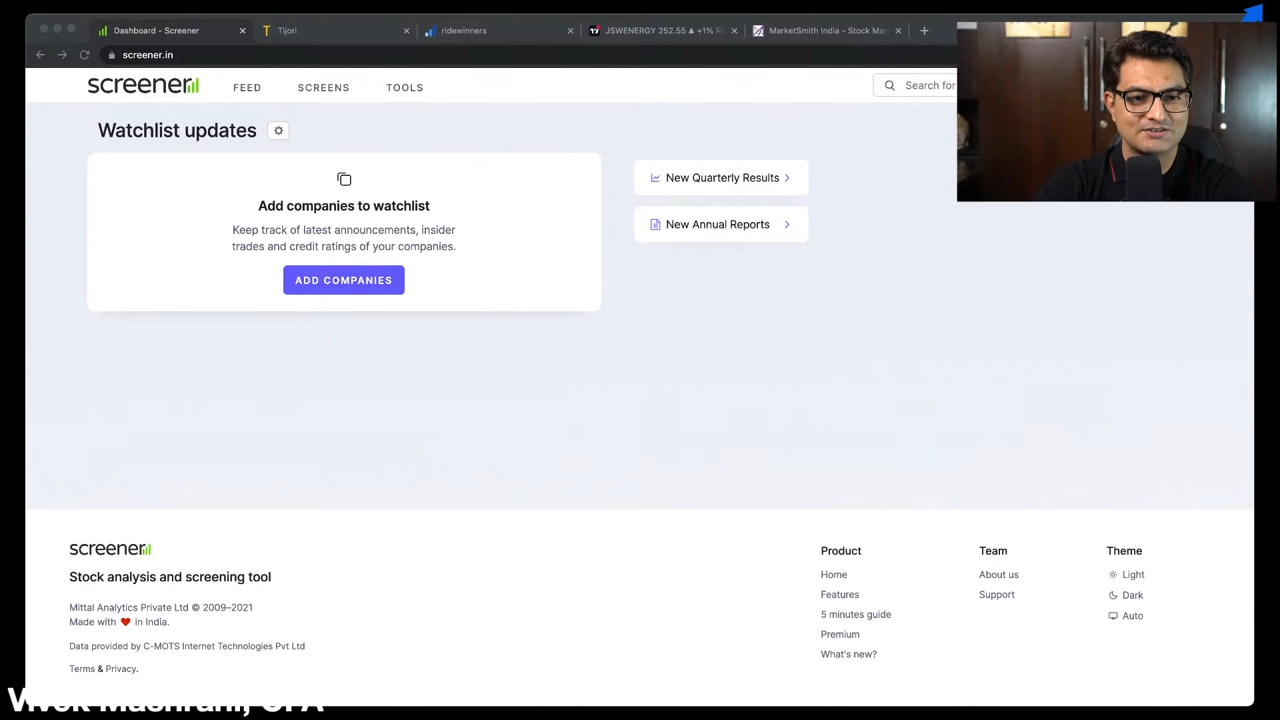 Dashboard - Screener
Tijori
ridewinners
JSWENERGY 252.55 ▲ +1%
MarketSmith India - Stock
screener.in
screener
FEED
SCREENS
TOOLS
Search for
Watchlist updates
Add companies to watchlist
Keep track of latest announcements, insider
trades and credit ratings of your companies.
ADD COMPANIES
New Quarterly Results
New Annual Reports
screener
Stock analysis and screening tool
Mittal Analytics Private Ltd © 2009–2021
Made with ❤ in India.
Data provided by C-MOTS Internet Technologies Pvt Ltd
Terms & Privacy.
Product
Home
Features
5 minutes guide
Premium
What's new?
Team
About us
Support
Theme
Light
Dark
Auto